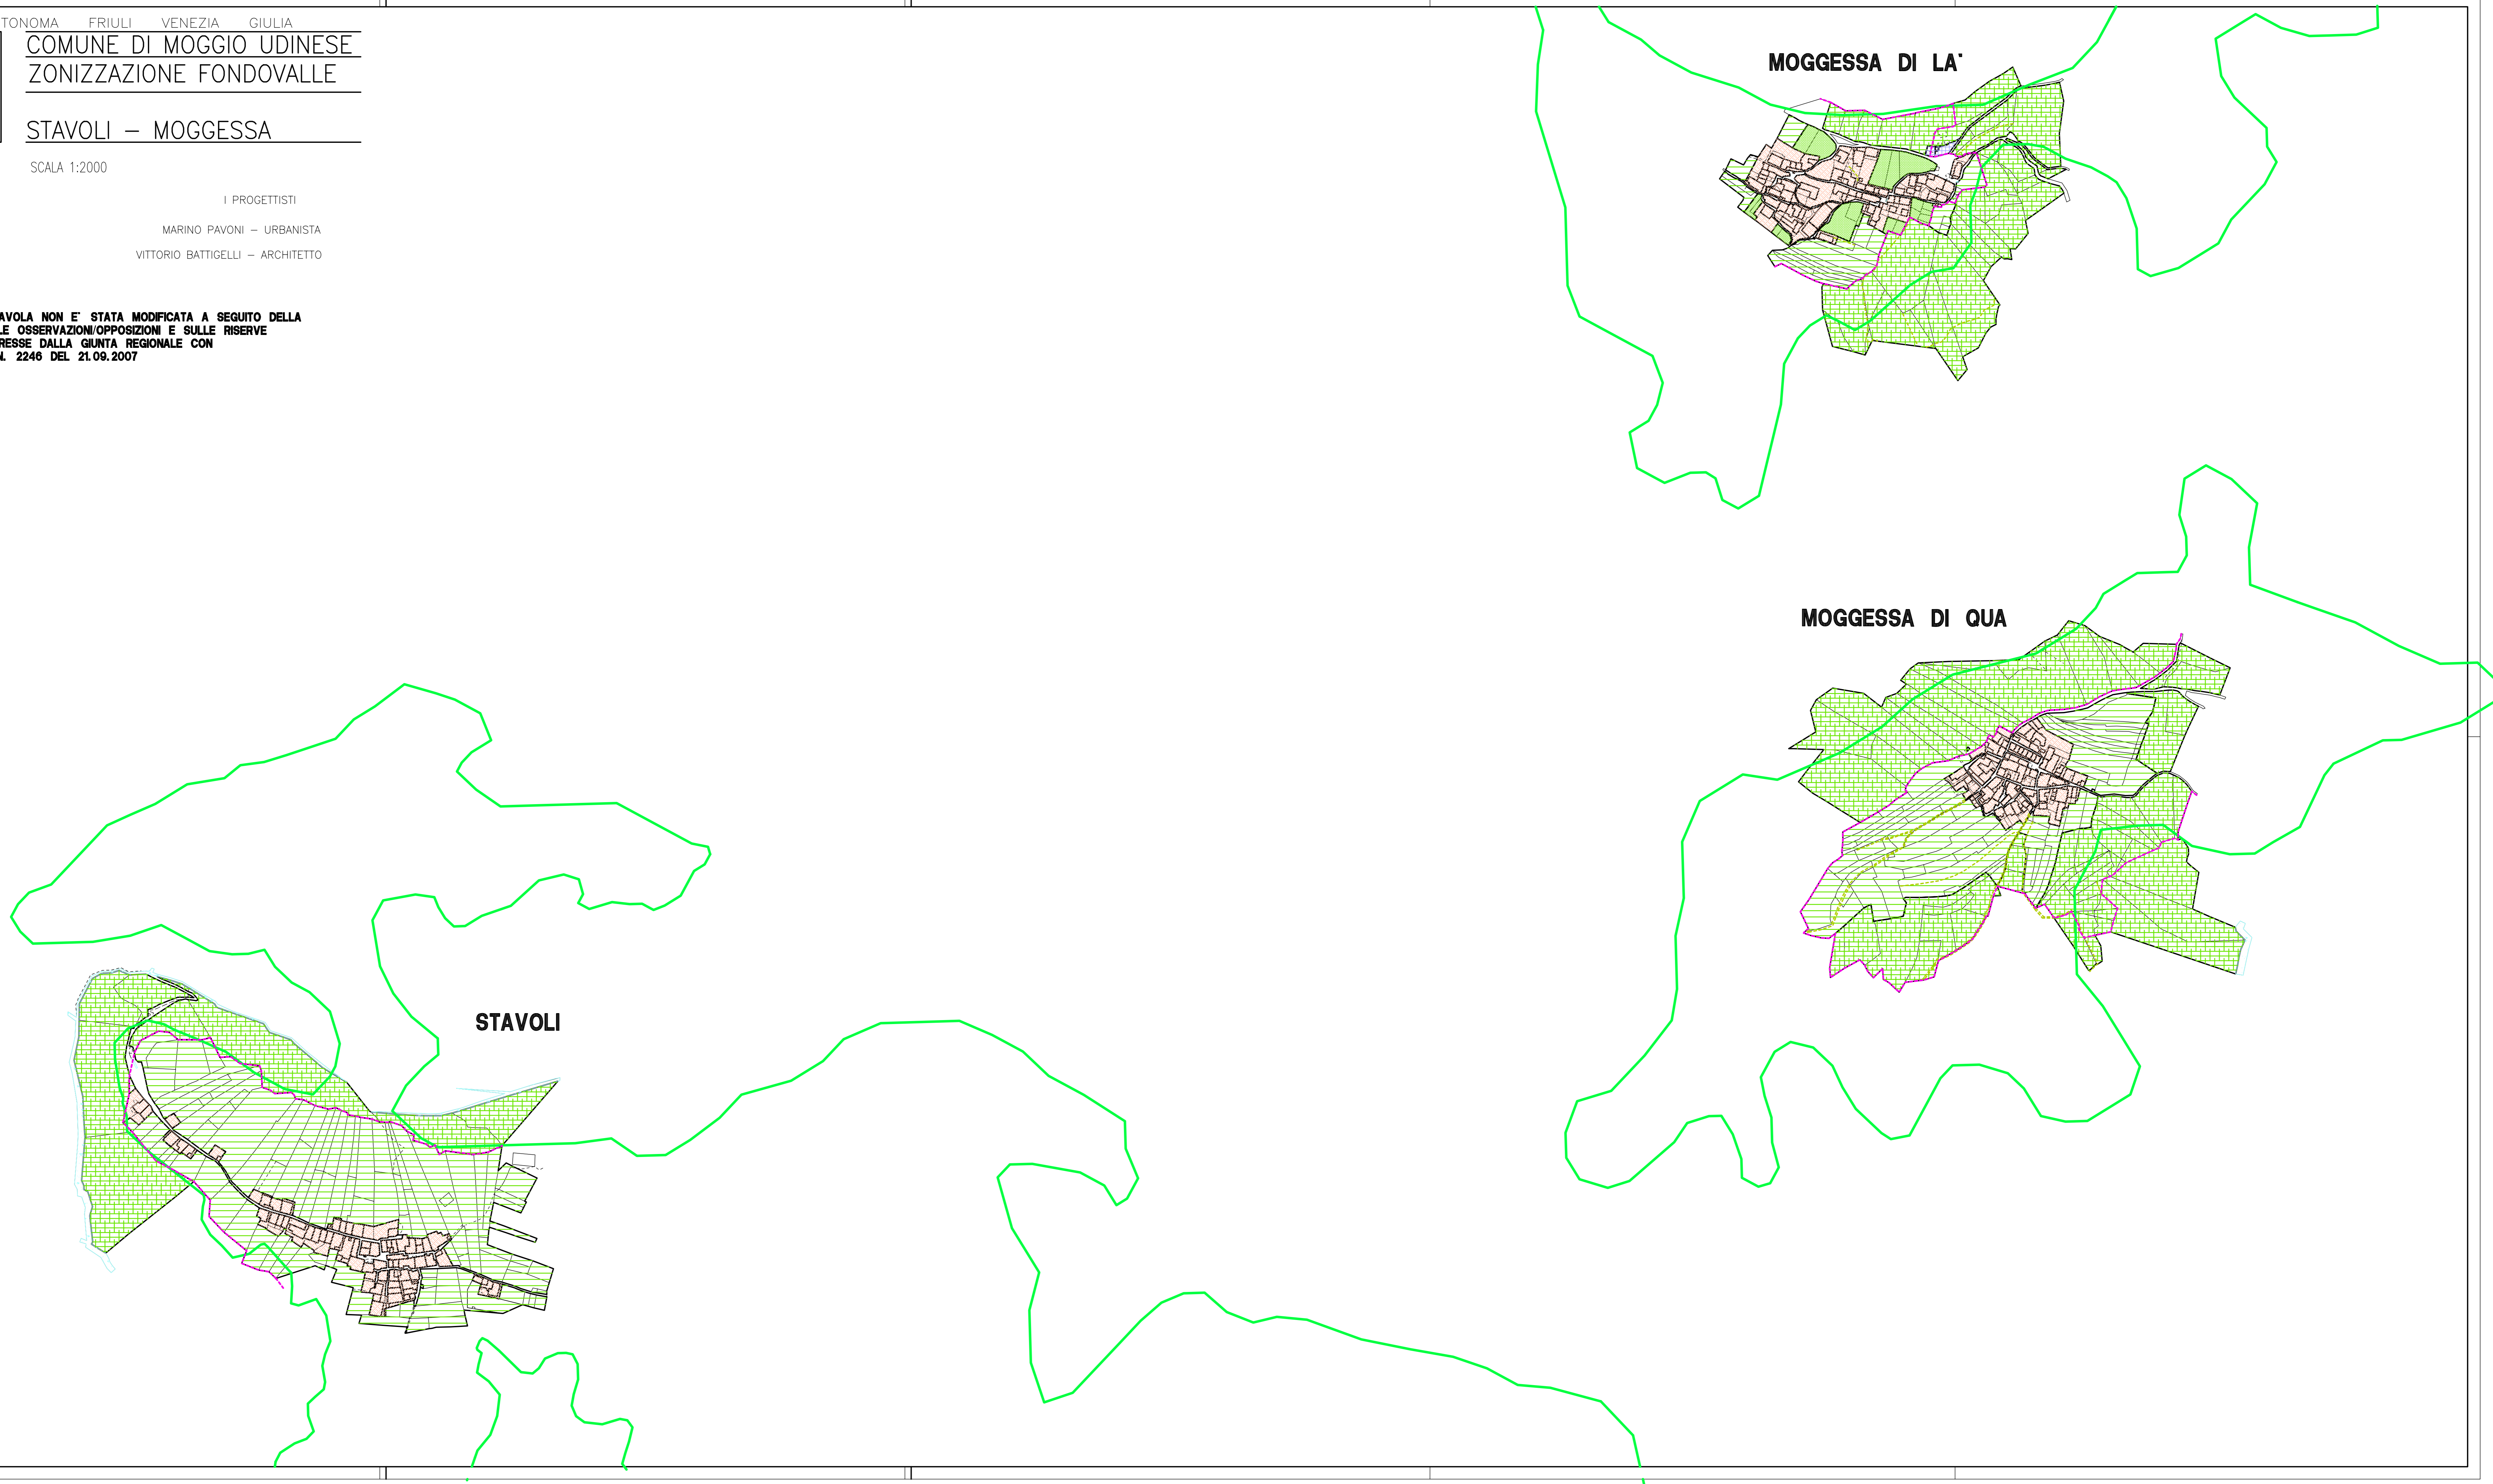 TONOMA FRIULI VENEZIA GIULIA
COMUNE DI MOGGIO UDINESE
ZONIZZAZIONE FONDOVALLE
STAVOLI – MOGGESSA
SCALA 1:2000
I PROGETTISTI
MARINO PAVONI – URBANISTA
VITTORIO BATTIGELLI – ARCHITETTO
AVOLA NON E' STATA MODIFICATA A SEGUITO DELLA
LE OSSERVAZIONI/OPPOSIZIONI E SULLE RISERVE
RESSE DALLA GIUNTA REGIONALE CON
N. 2246 DEL 21.09.2007
MOGGESSA DI LA'
MOGGESSA DI QUA
STAVOLI